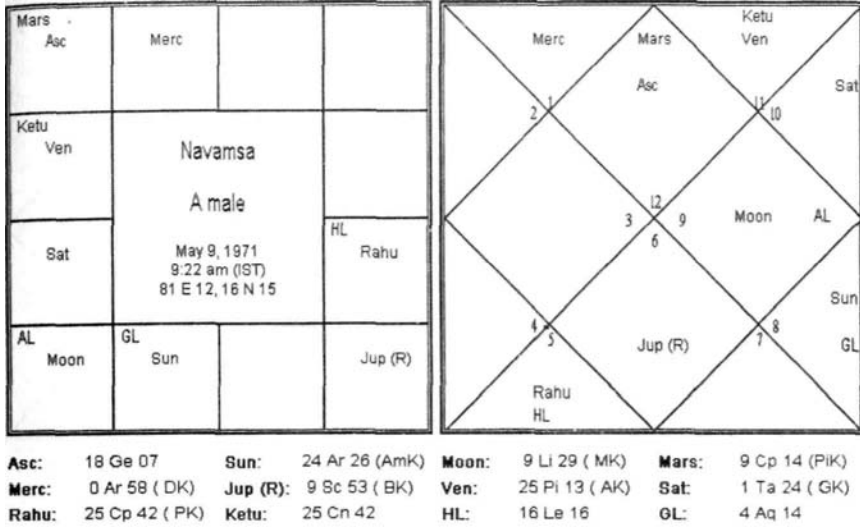 Mars
Asc
Merc
Ketu
Ven
Navamsa
A male
May 9, 1971
9:22 am (IST)
81 E 12, 16 N 15
Sat
HL
Rahu
AL
Moon
GL
Sun
Jup (R)
Merc
Mars
Ketu
Ven
Asc
Sat
1
2
11
10
12
3
9
6
Moon
AL
Sun
GL
4
5
8
7
Jup (R)
Rahu
HL
Asc: 18 Ge 07 Sun: 24 Ar 26 (AmK) Moon: 9 Li 29 ( MK) Mars: 9 Cp 14 (PiK)
Merc: 0 Ar 58 ( DK) Jup (R): 9 Sc 53 ( BK) Ven: 25 Pi 13 ( AK) Sat: 1 Ta 24 ( GK)
Rahu: 25 Cp 42 ( PK) Ketu: 25 Cn 42 HL: 16 Le 16 GL: 4 Aq 14